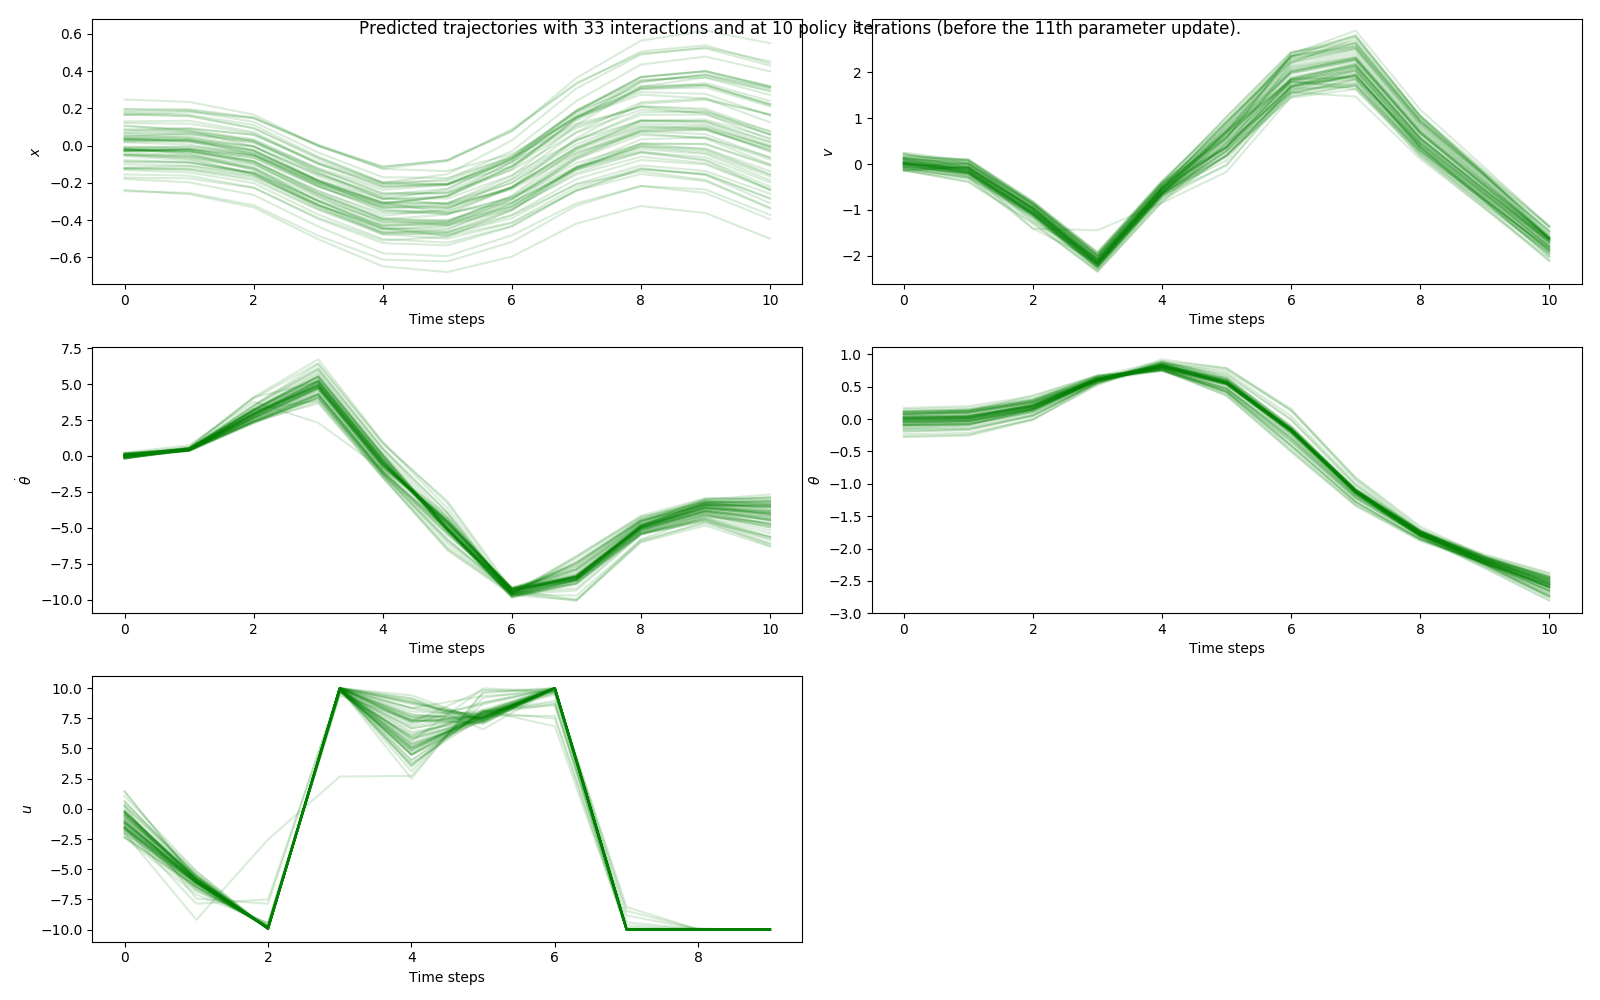 Predicted trajectories with 33 interactions and at 10 policy iterations (before the 11th parameter update).
0.6
0.4
0.2
0.0
−0.2
−0.4
−0.6
x
0 2 4 6 8 10
Time steps
3
2
1
0
−1
−2
v
0 2 4 6 8 10
Time steps
7.5
5.0
2.5
0.0
−2.5
−5.0
−7.5
−10.0
θ̇
0 2 4 6 8 10
Time steps
1.0
0.5
0.0
−0.5
−1.0
−1.5
−2.0
−2.5
−3.0
θ
0 2 4 6 8 10
Time steps
10.0
7.5
5.0
2.5
0.0
−2.5
−5.0
−7.5
−10.0
u
0 2 4 6 8
Time steps